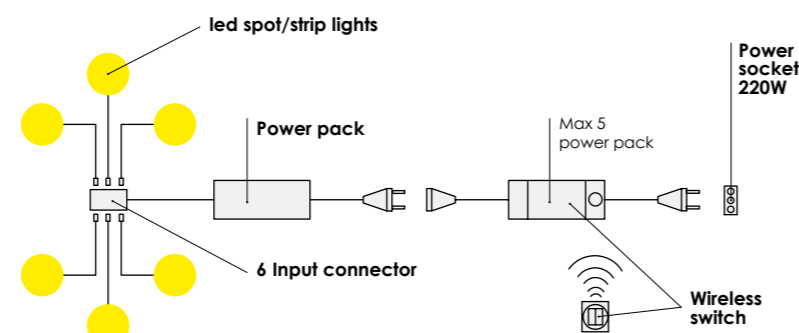 led spot/strip lights
Power pack
Max 5
power pack
Power
socket
220W
6 Input connector
Wireless
switch